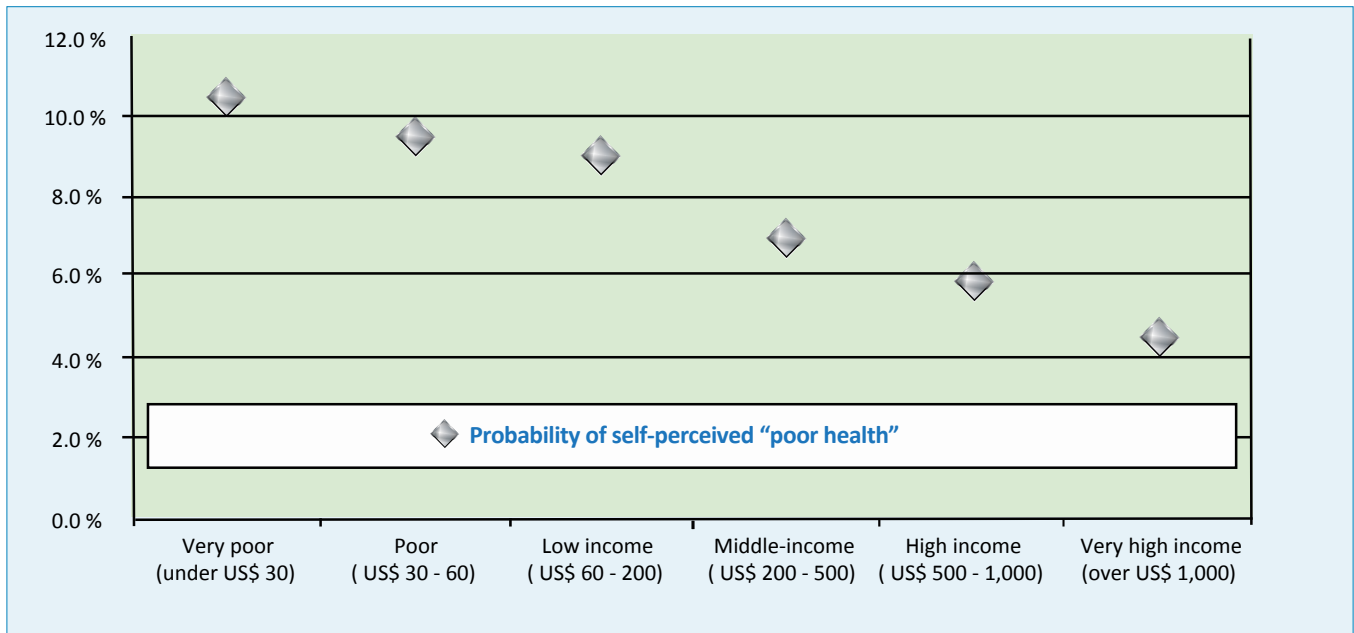 12.0 %
10.0 %
8.0 %
6.0 %
4.0 %
2.0 %
0.0 %
Probability of self-perceived “poor health”
Very poor
(under US$ 30)
Poor
( US$ 30 - 60)
Low income
( US$ 60 - 200)
Middle-income
( US$ 200 - 500)
High income
( US$ 500 - 1,000)
Very high income
(over US$ 1,000)